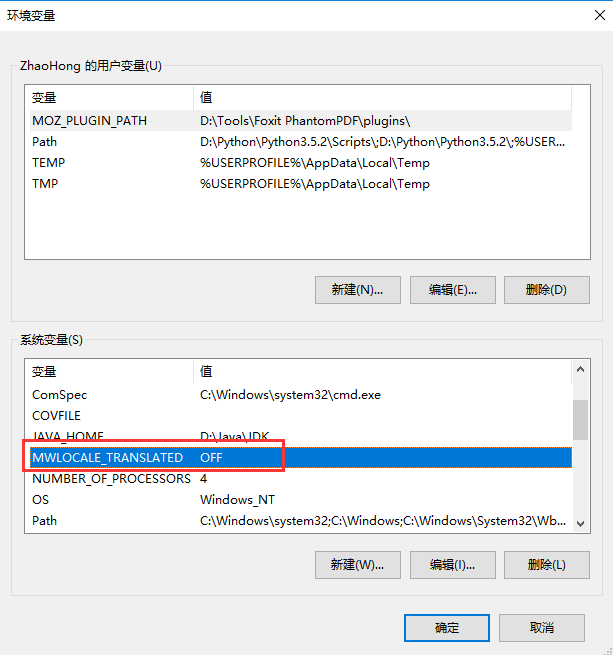 环境变量
ZhaoHong 的用户变量(U)
变量 值
MOZ_PLUGIN_PATH D:\Tools\Foxit PhantomPDF\plugins\
Path D:\Python\Python3.5.2\Scripts\;D:\Python\Python3.5.2\;%USER...
TEMP %USERPROFILE%\AppData\Local\Temp
TMP %USERPROFILE%\AppData\Local\Temp
新建(N)... 编辑(E)... 删除(D)
系统变量(S)
变量 值
ComSpec C:\Windows\system32\cmd.exe
COVFILE
JAVA_HOME D:\Java\JDK
MWLOCALE_TRANSLATED OFF
NUMBER_OF_PROCESSORS 4
OS Windows_NT
Path C:\Windows\system32;C:\Windows;C:\Windows\System32\Wb...
新建(W)... 编辑(I)... 删除(L)
确定 取消